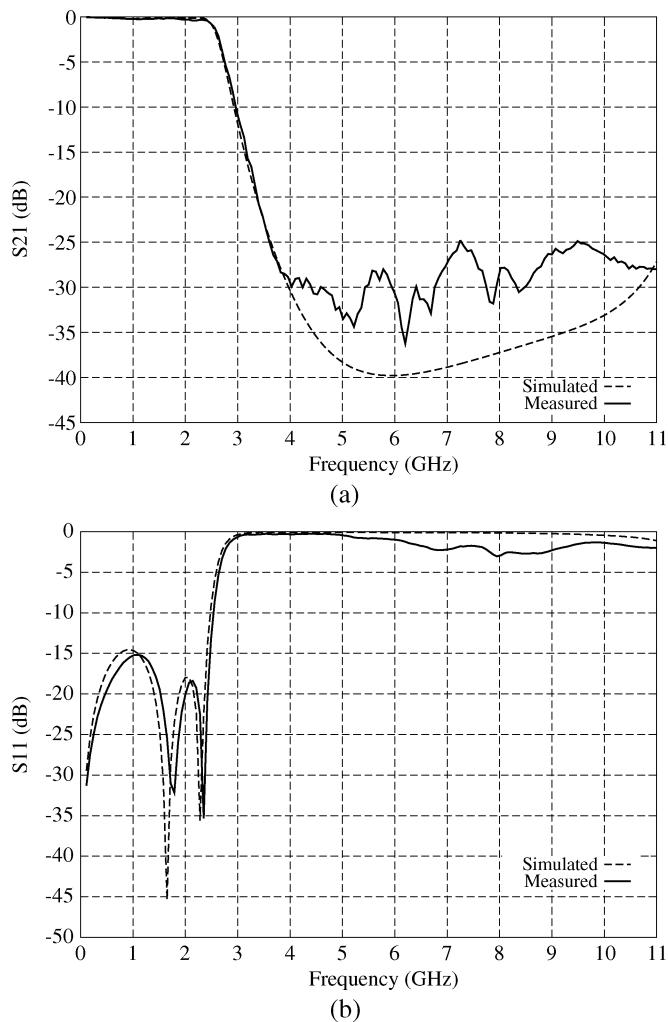 0
-5
-10
-15
-20
-25
-30
-35
-40
-45
S21 (dB)
Simulated
Measured
0 1 2 3 4 5 6 7 8 9 10 11
Frequency (GHz)
(a)
0
-5
-10
-15
-20
-25
-30
-35
-40
-45
-50
S11 (dB)
Simulated
Measured
0 1 2 3 4 5 6 7 8 9 10 11
Frequency (GHz)
(b)